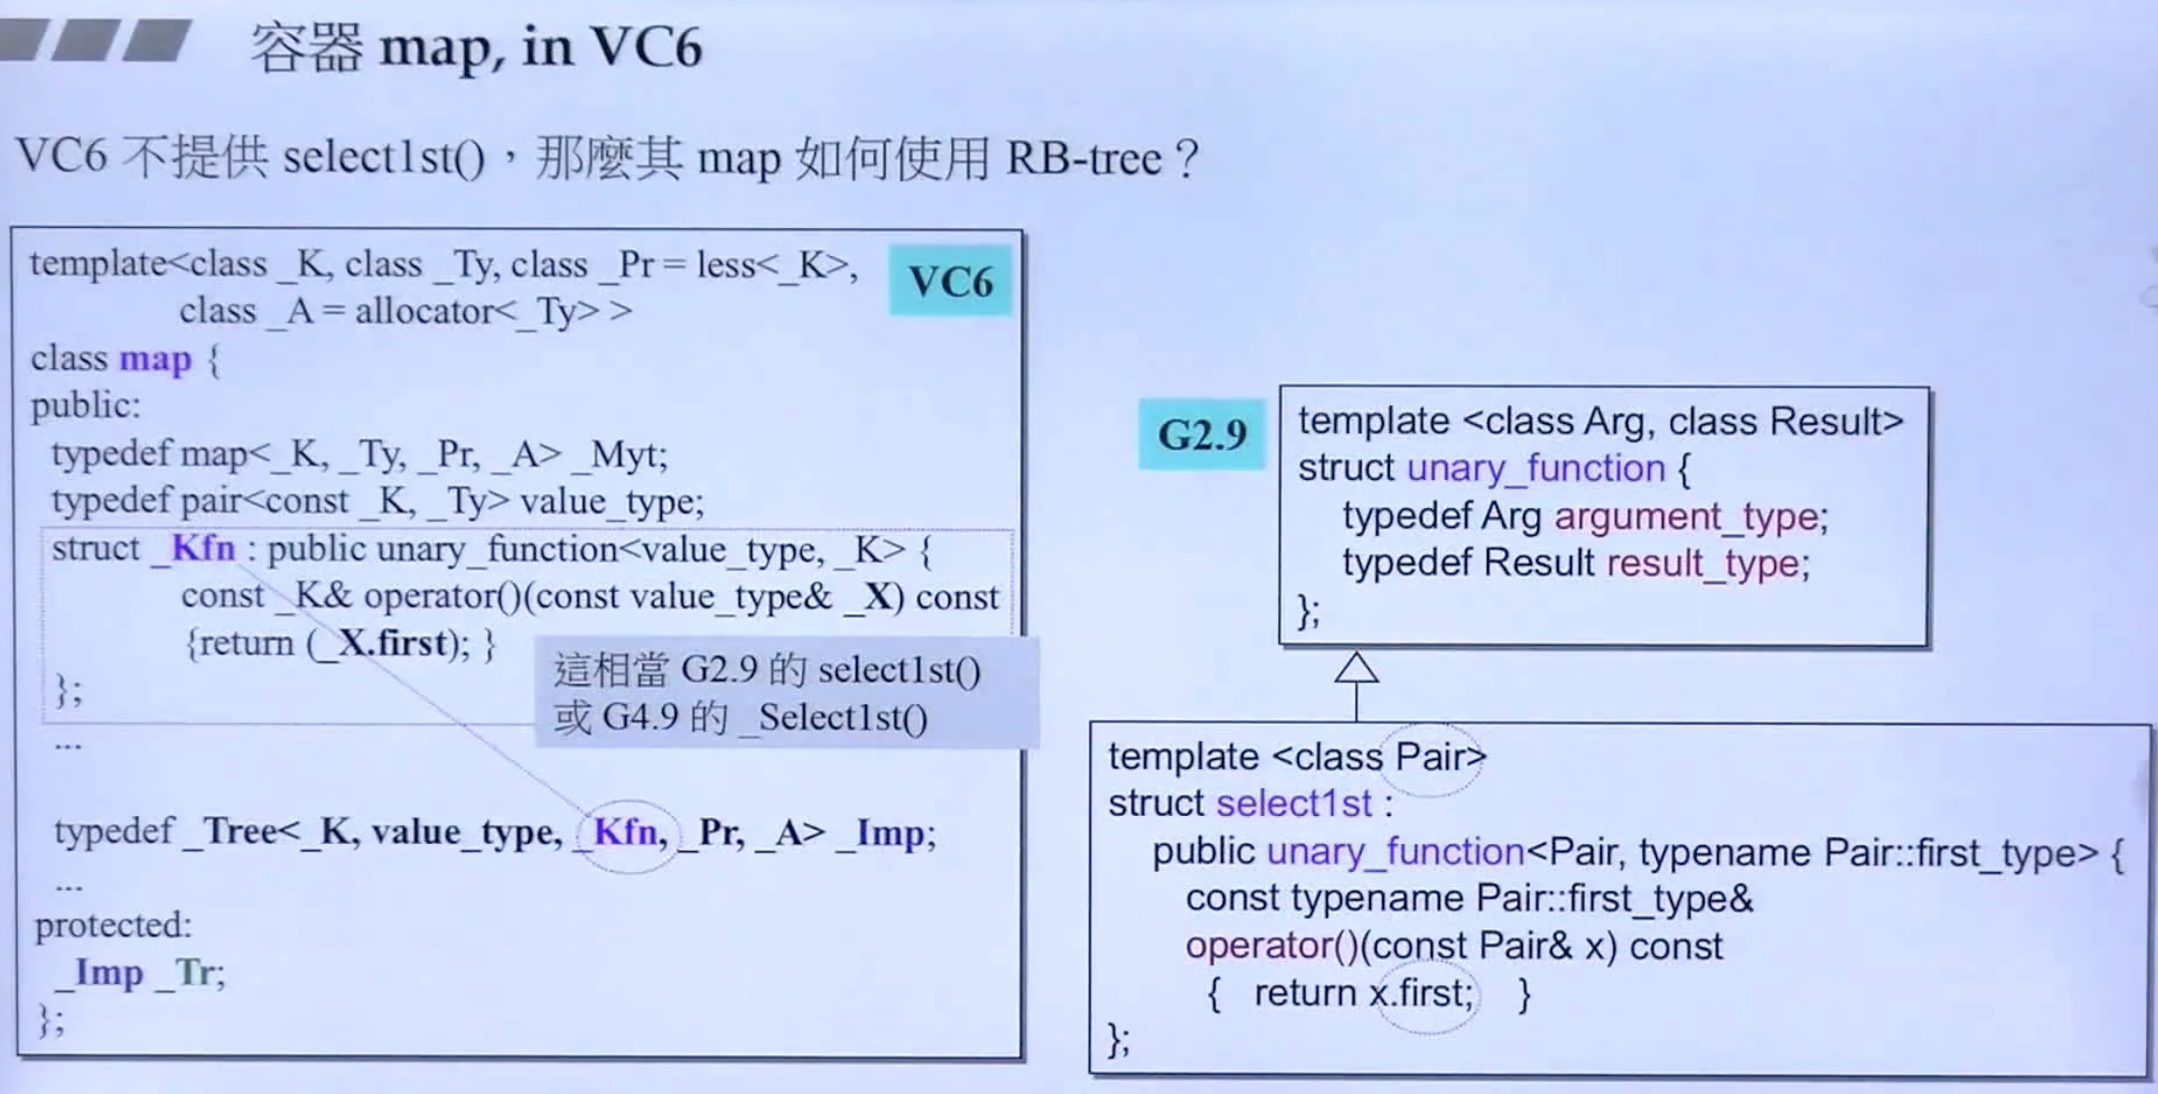 容器 map, in VC6
VC6 不提供 select1st()，那麼其 map 如何使用 RB-tree？
template<class _K, class _Ty, class _Pr = less<_K>,
class _A = allocator<_Ty> >
VC6
class map {
public:
typedef map<_K, _Ty, _Pr, _A> _Myt;
typedef pair<const _K, _Ty> value_type;
struct _Kfn : public unary_function<value_type, _K> {
const _K& operator()(const value_type& _X) const
{return (_X.first); }
};
這相當 G2.9 的 select1st()
或 G4.9 的 _Select1st()
...
typedef _Tree<_K, value_type, _Kfn, _Pr, _A> _Imp;
...
protected:
_Imp _Tr;
};
G2.9
template <class Arg, class Result>
struct unary_function {
typedef Arg argument_type;
typedef Result result_type;
};
template <class Pair>
struct select1st :
public unary_function<Pair, typename Pair::first_type> {
const typename Pair::first_type&
operator()(const Pair& x) const
{ return x.first; }
};